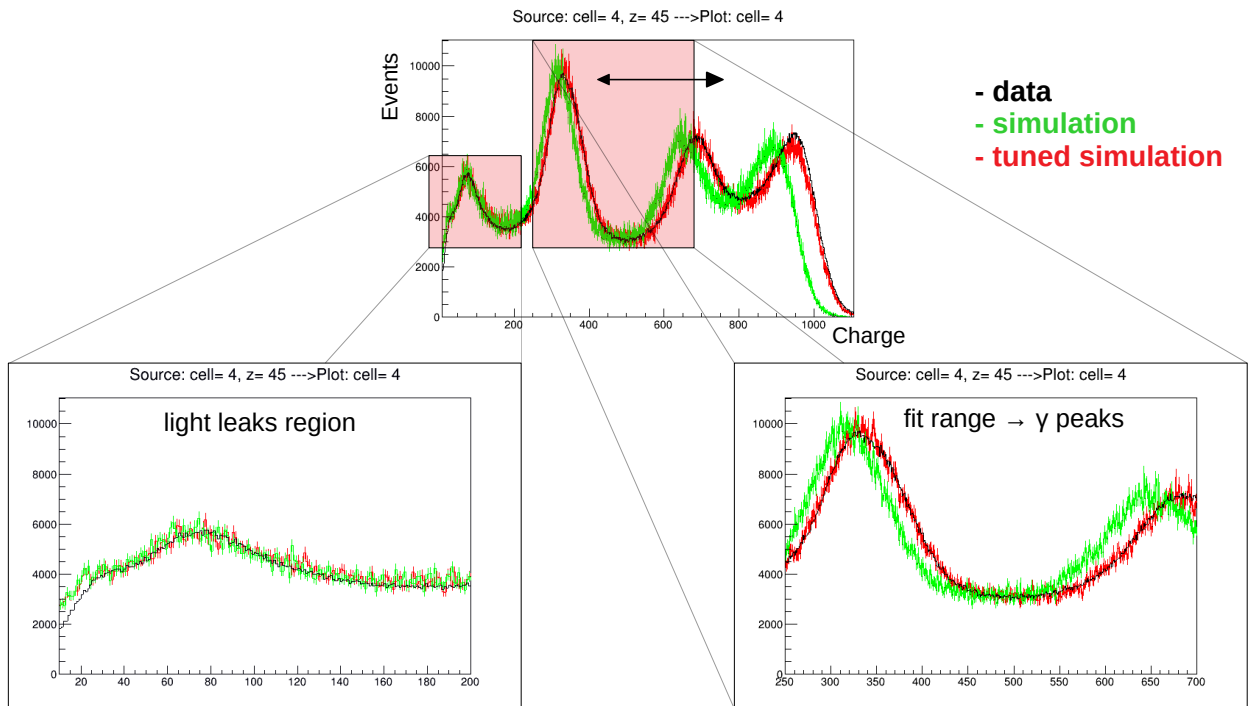 Source: cell= 4, z= 45 --->Plot: cell= 4
Events
10000
8000
6000
4000
2000
0
200 400 600 800 1000
Charge
- data
- simulation
- tuned simulation
Source: cell= 4, z= 45 --->Plot: cell= 4
light leaks region
10000
8000
6000
4000
2000
0
20 40 60 80 100 120 140 160 180 200
Source: cell= 4, z= 45 --->Plot: cell= 4
fit range → γ peaks
10000
8000
6000
4000
2000
0
250 300 350 400 450 500 550 600 650 700